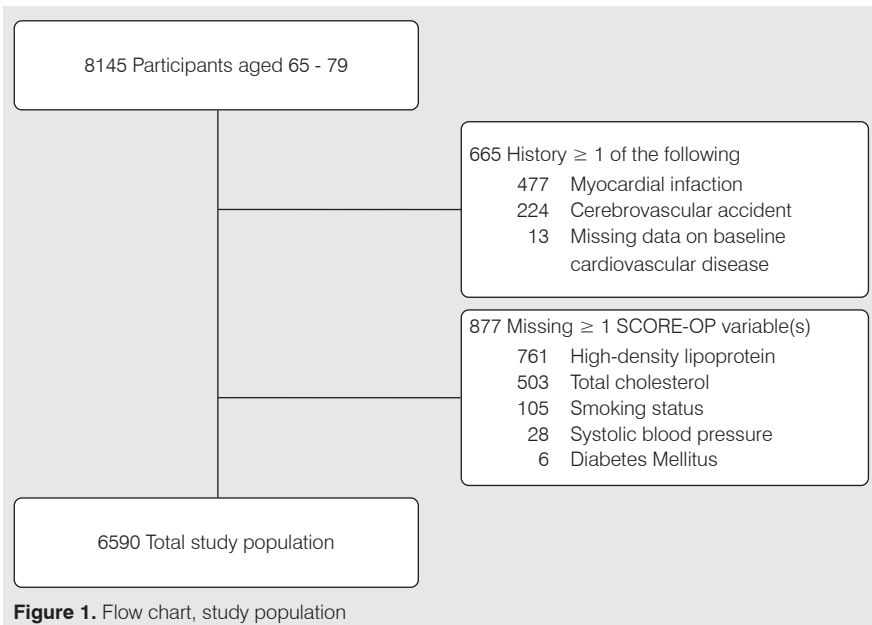 8145 Participants aged 65 - 79
665 History ≥ 1 of the following
477 Myocardial infaction
224 Cerebrovascular accident
13 Missing data on baseline
cardiovascular disease
877 Missing ≥ 1 SCORE-OP variable(s)
761 High-density lipoprotein
503 Total cholesterol
105 Smoking status
28 Systolic blood pressure
6 Diabetes Mellitus
6590 Total study population
Figure 1. Flow chart, study population